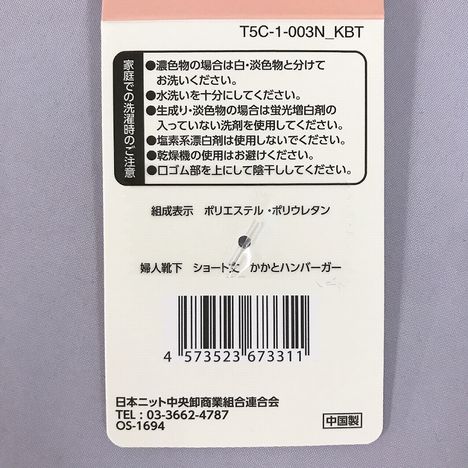 T5C-1-003N_KBT
家庭での洗濯時のご注意
●濃色物の場合は白・淡色物と分けて
お洗いください。
●水洗いを十分にしてください。
●生成り・淡色物の場合は蛍光増白剤の
入っていない洗剤を使用してください。
●塩素系漂白剤は使用しないでください。
●乾燥機の使用はお避けください。
●口ゴム部を上にして陰干ししてください。
組成表示 ポリエステル・ポリウレタン
婦人靴下 ショート丈 かかとハンバーガー
4 573523 673311
日本ニット中央卸商業組合連合会
TEL : 03-3662-4787
OS-1694
中国製